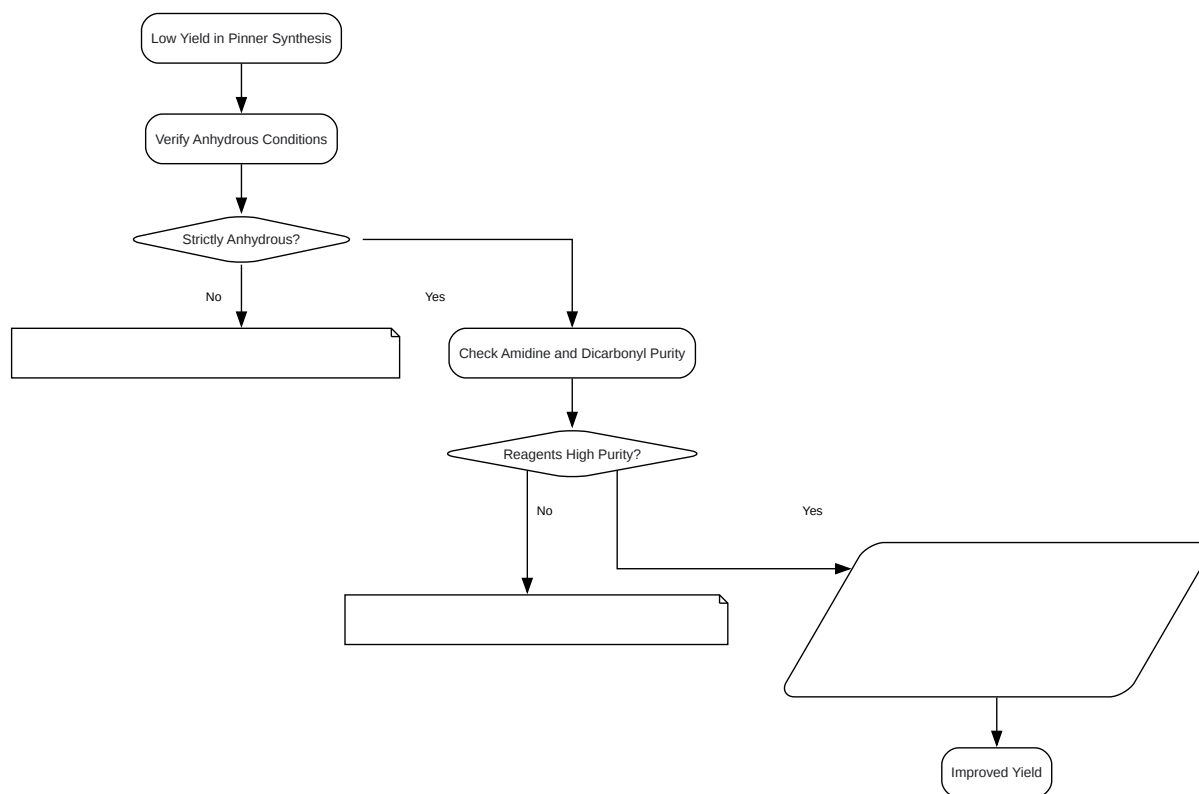 Low Yield in Pinner Synthesis
Verify Anhydrous Conditions
Strictly Anhydrous?
No
Yes
Check Amidine and Dicarbonyl Purity
Reagents High Purity?
No
Yes
Improved Yield